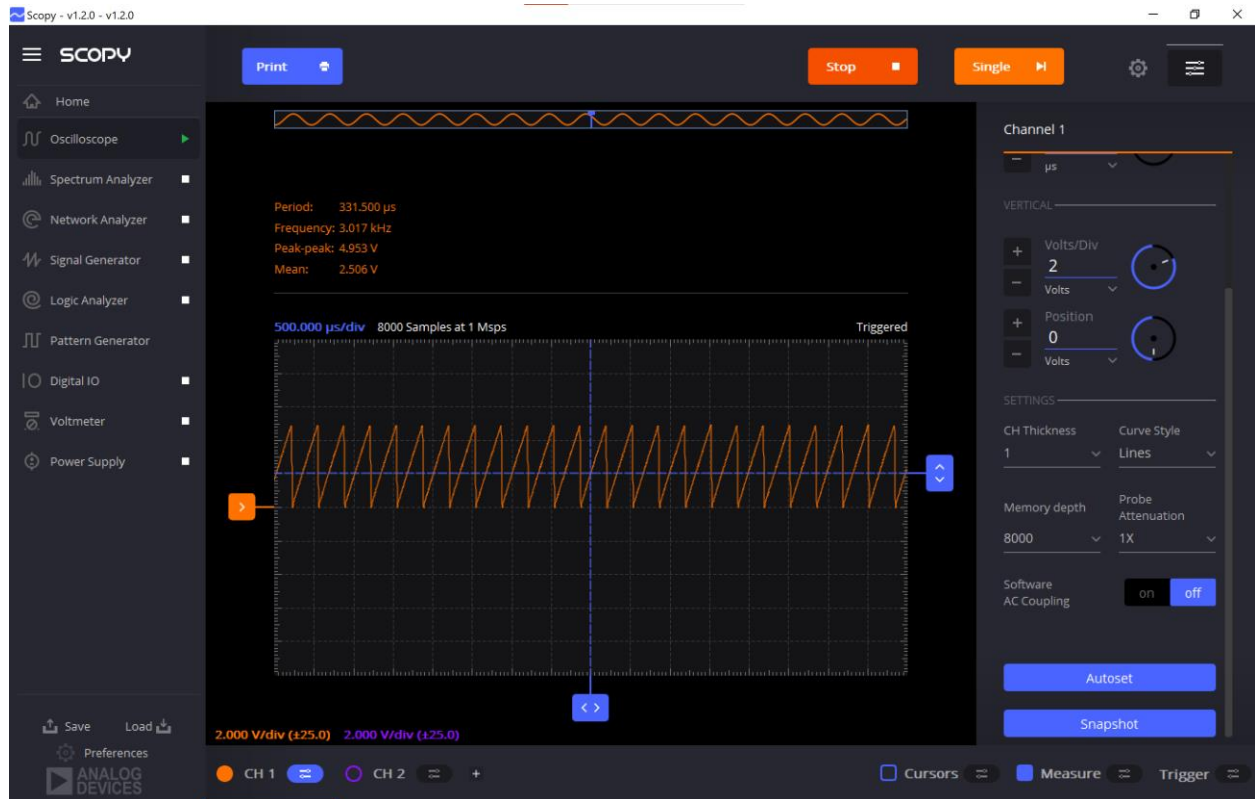 Scopy - v1.2.0 - v1.2.0
SCOPY
Print
Stop
Single
Home
Oscilloscope
Spectrum Analyzer
Network Analyzer
Signal Generator
Logic Analyzer
Pattern Generator
Digital IO
Voltmeter
Power Supply
Save Load
Preferences
ANALOG
DEVICES
Period: 331.500 µs
Frequency: 3.017 kHz
Peak-peak: 4.953 V
Mean: 2.506 V
500.000 µs/div 8000 Samples at 1 Msps Triggered
2.000 V/div (±25.0) 2.000 V/div (±25.0)
CH 1 CH 2 + Cursors Measure Trigger
Channel 1
µs
VERTICAL
+ Volts/Div
2
Volts
+ Position
0
Volts
SETTINGS
CH Thickness Curve Style
1 Lines
Memory depth Probe
Attenuation
8000 1X
Software
AC Coupling
on off
Autoset
Snapshot